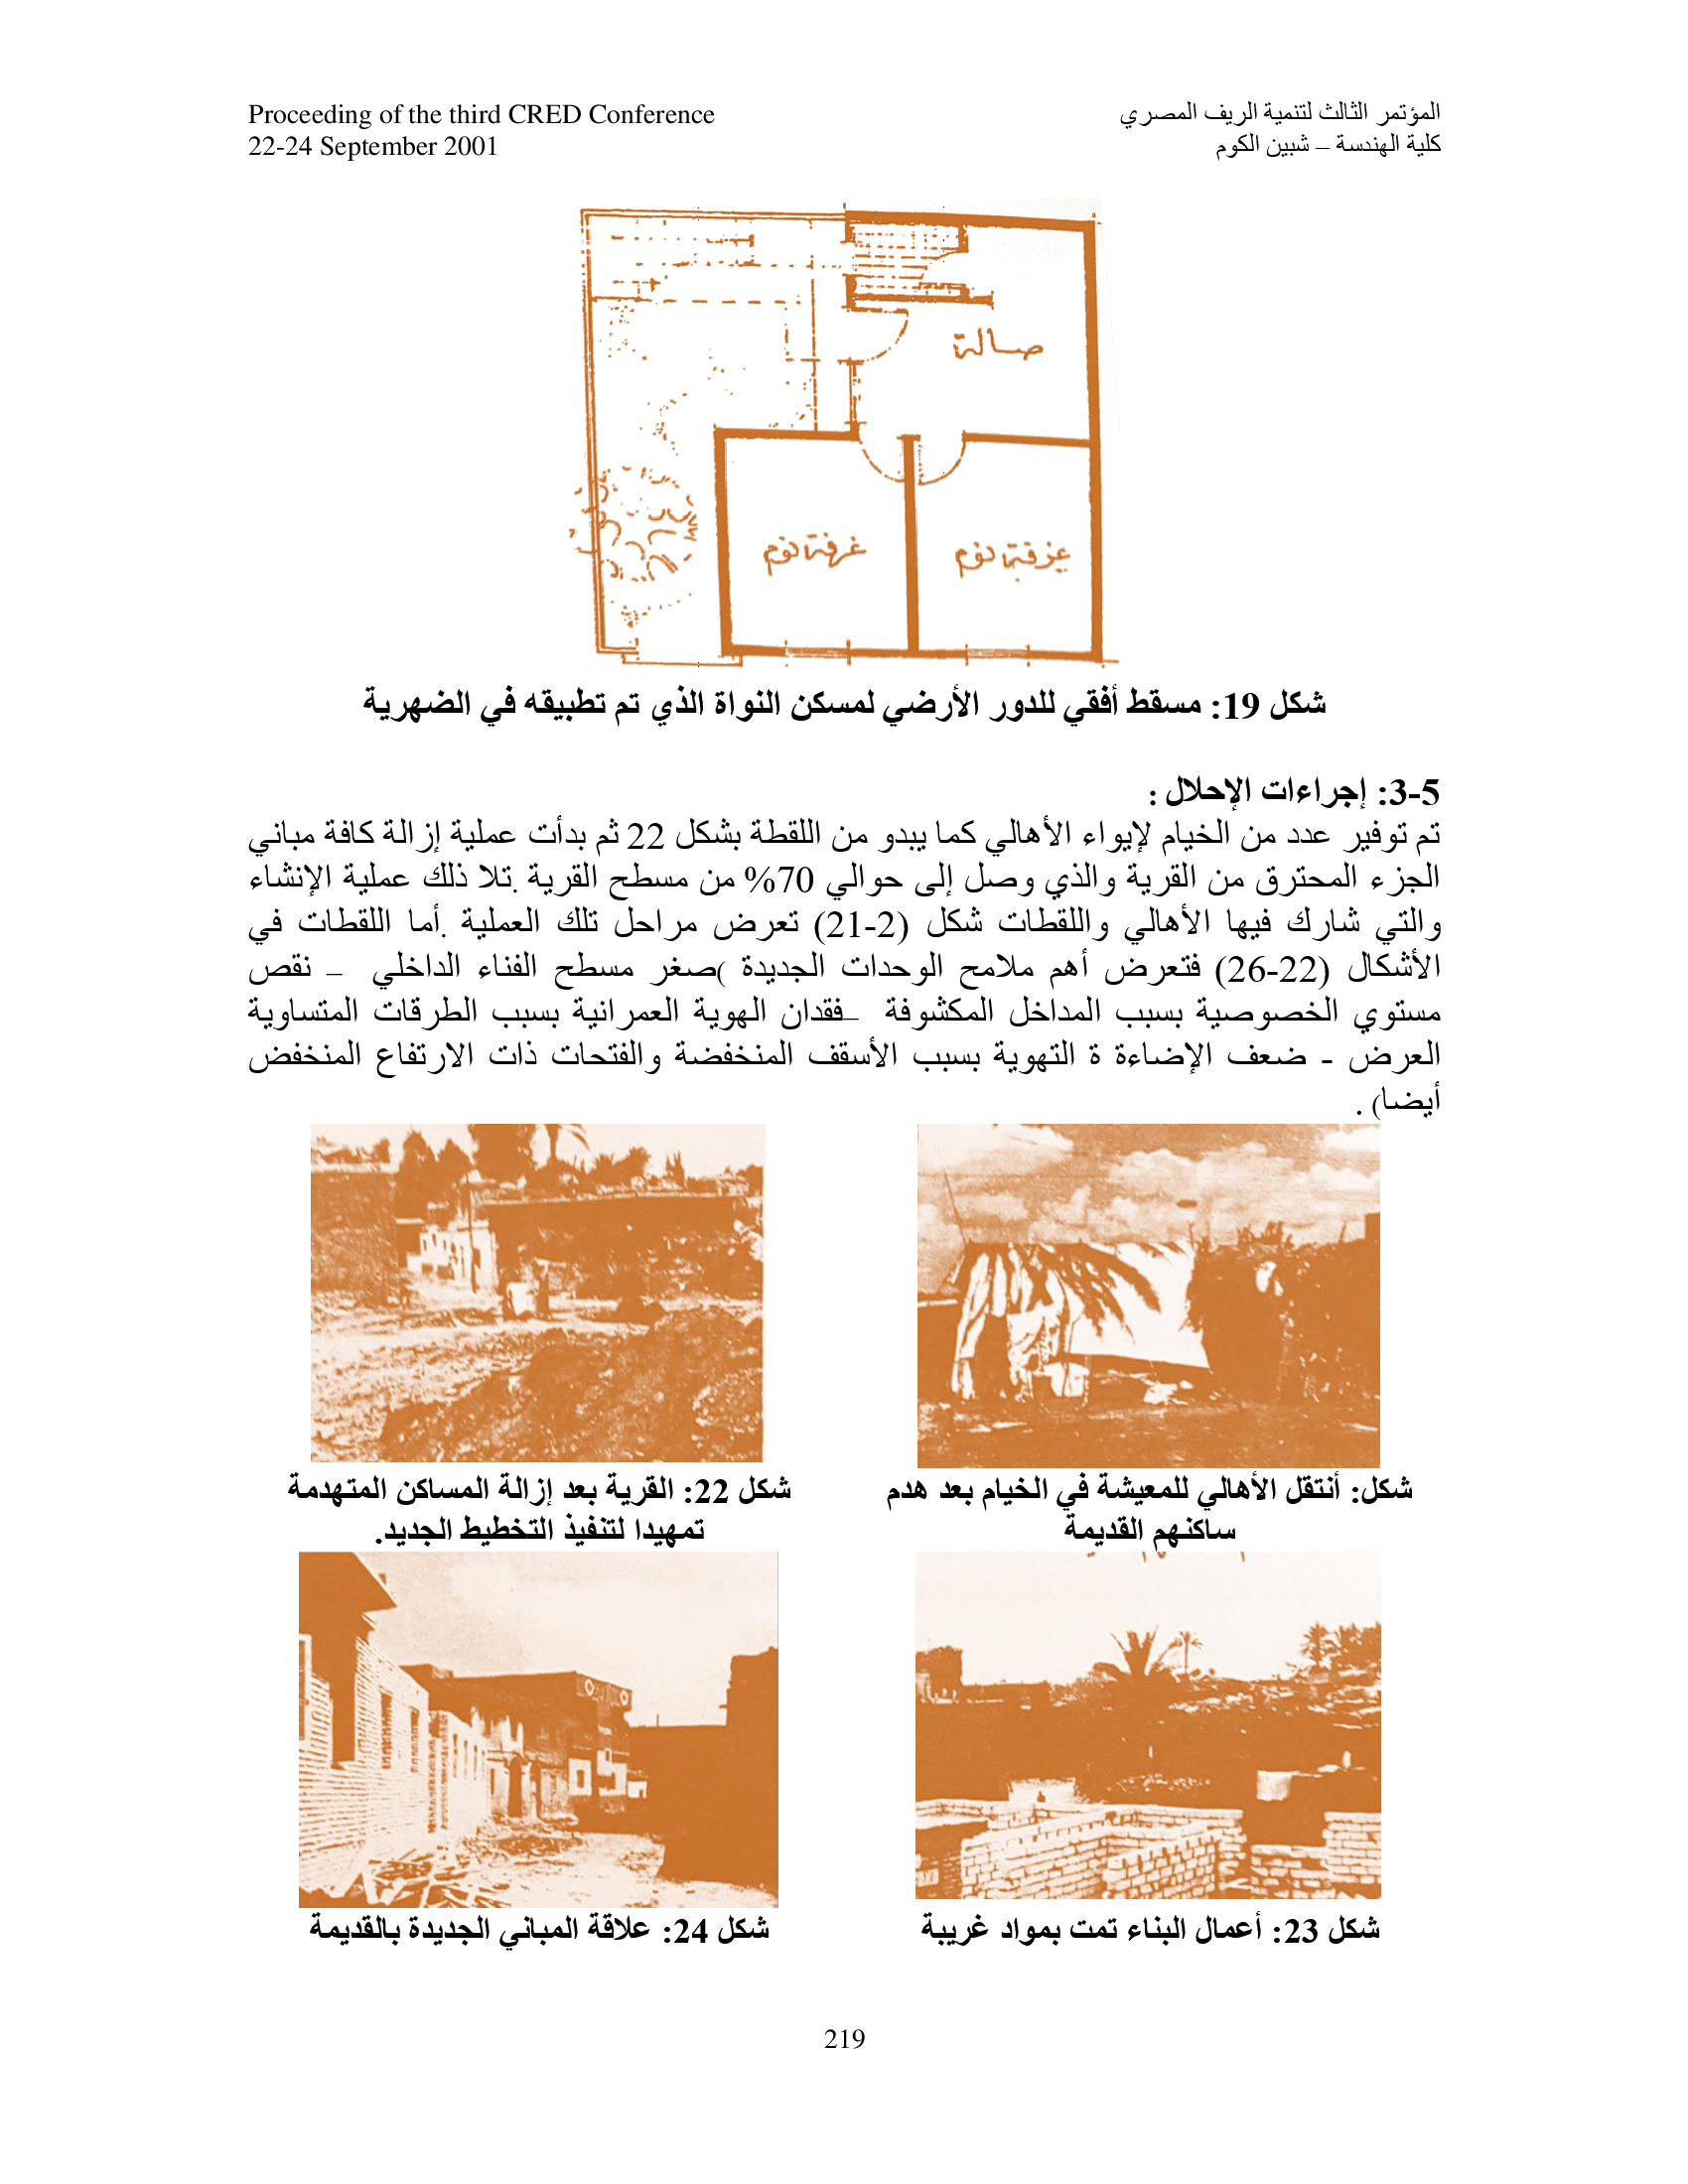 Proceeding of the third CRED Conference
المؤتمر الثالث لتنمية الريف المصري
22-24 September 2001
كلية الهندسة – شبين الكوم
صالة
غرفة نوم
غرفة نوم
شكل 19: مسقط أفقي للدور الأرضي لمسكن النواة الذي تم تطبيقه في الضهرية
3-5: إجراءات الإحلال :
تم توفير عدد من الخيام لإيواء الأهالي كما يبدو من اللقطة بشكل 22 ثم بدأت عملية إزالة كافة مباني
الجزء المحترق من القرية والذي وصل إلى حوالي 70% من مسطح القرية .تلا ذلك عملية الإنشاء
والتي شارك فيها الأهالي واللقطات شكل (2-21) تعرض مراحل تلك العملية .أما اللقطات في
الأشكال (22-26) فتعرض أهم ملامح الوحدات الجديدة )صغر مسطح الفناء الداخلي – نقص
مستوي الخصوصية بسبب المداخل المكشوفة –فقدان الهوية العمرانية بسبب الطرقات المتساوية
العرض - ضعف الإضاءة ة التهوية بسبب الأسقف المنخفضة والفتحات ذات الارتفاع المنخفض
أيضا) .
شكل: أنتقل الأهالي للمعيشة في الخيام بعد هدم
ساكنهم القديمة
شكل 22: القرية بعد إزالة المساكن المتهدمة
تمهيدا لتنفيذ التخطيط الجديد.
شكل 23: أعمال البناء تمت بمواد غريبة
شكل 24: علاقة المباني الجديدة بالقديمة
219